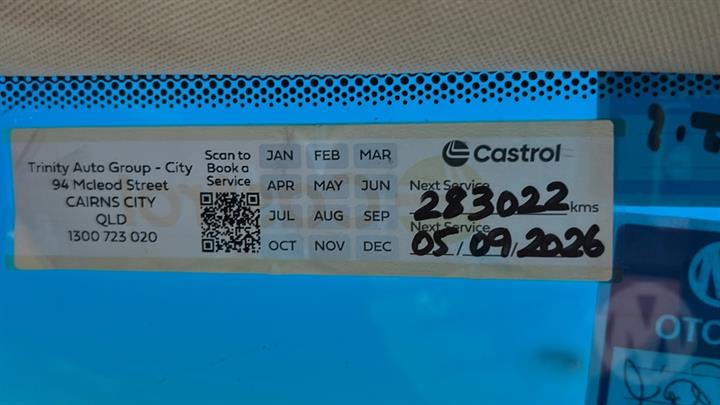 Trinity Auto Group - City
94 Mcleod Street
CAIRNS CITY
QLD
1300 723 020
Scan to
Book a
Service
JAN FEB MAR
APR MAY JUN
JUL AUG SEP
OCT NOV DEC
Castrol
Next Service
283022 kms
Next Service
05/09/2026